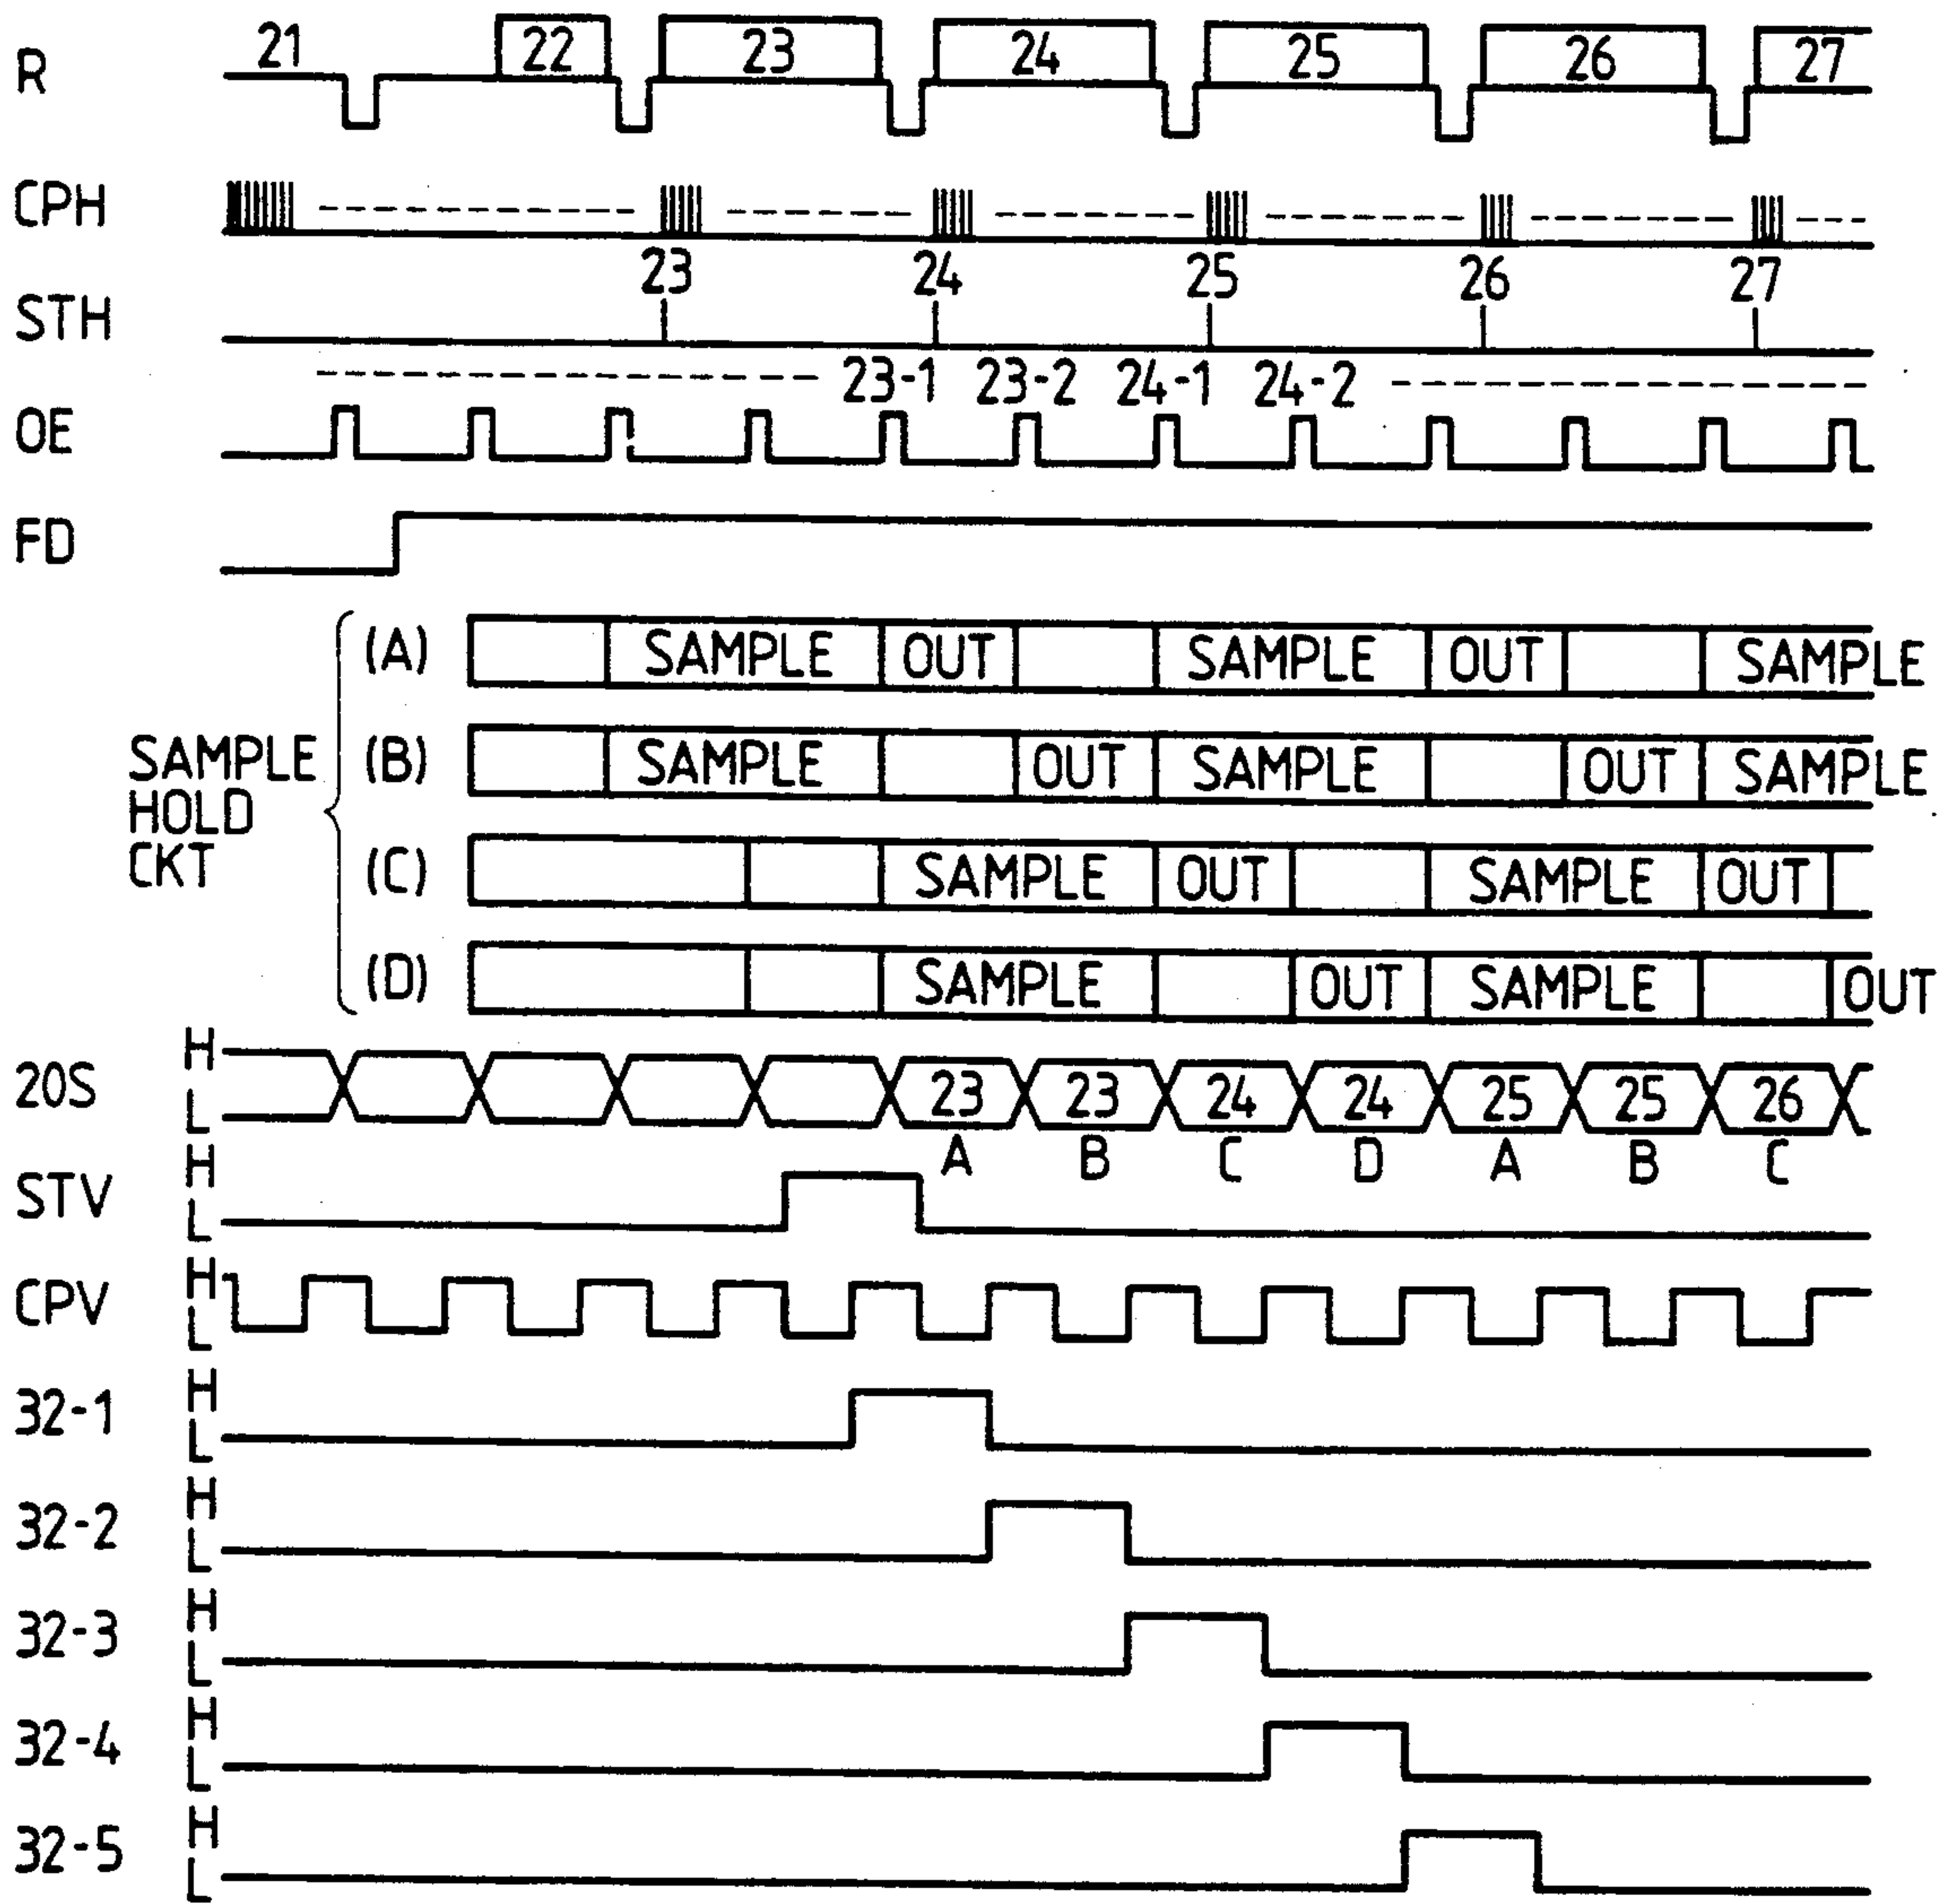 R 21 22 23 24 25 26 27
CPH
STH 23 24 25 26 27
23-1 23-2 24-1 24-2
OE
FD
SAMPLE HOLD CKT
(A) SAMPLE OUT SAMPLE OUT SAMPLE
(B) SAMPLE OUT SAMPLE OUT SAMPLE
(C) SAMPLE OUT SAMPLE OUT
(D) SAMPLE OUT SAMPLE OUT
20S H L 23 23 24 24 25 25 26
A B C D A B C
STV H L
CPV H L
32-1 H L
32-2 H L
32-3 H L
32-4 H L
32-5 H L